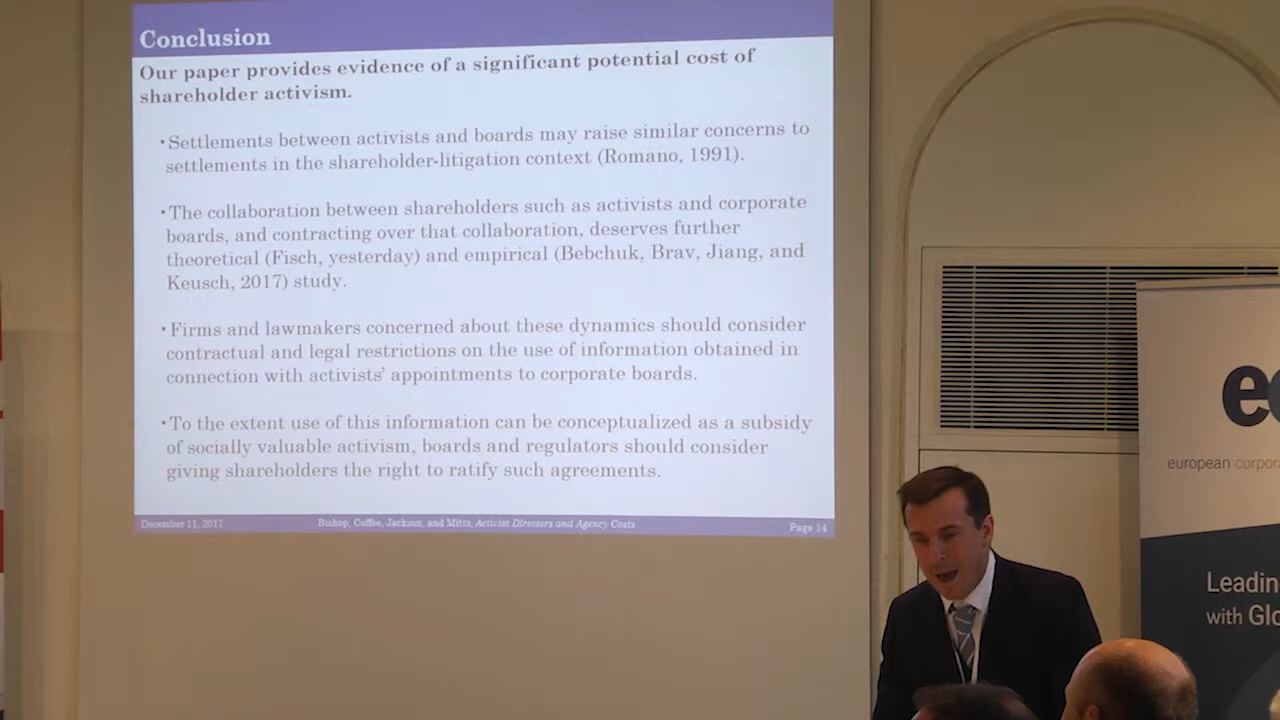 Conclusion
Our paper provides evidence of a significant potential cost of
shareholder activism.
•Settlements between activists and boards may raise similar concerns to
settlements in the shareholder-litigation context (Romano, 1991).
•The collaboration between shareholders such as activists and corporate
boards, and contracting over that collaboration, deserves further
theoretical (Fisch, yesterday) and empirical (Bebchuk, Brav, Jiang, and
Keusch, 2017) study.
•Firms and lawmakers concerned about these dynamics should consider
contractual and legal restrictions on the use of information obtained in
connection with activists' appointments to corporate boards.
•To the extent use of this information can be conceptualized as a subsidy
of socially valuable activism, boards and regulators should consider
giving shareholders the right to ratify such agreements.
December 11, 2017 Bishop, Coffee, Jackson, and Mitts, Activist Directors and Agency Costs Page 14
european corpora
Leadin
with Glo